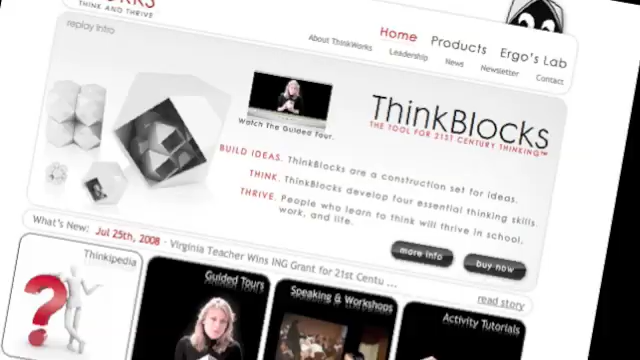 THINK AND THRIVE
replay intro
Home Products Ergo's Lab
About ThinkWorks Leadership News Newsletter Contact
ThinkBlocks
THE TOOL FOR 21ST CENTURY THINKING™
Watch The Guided Tour.
BUILD IDEAS. ThinkBlocks are a construction set for ideas.
THINK. ThinkBlocks develop four essential thinking skills.
THRIVE. People who learn to think will thrive in school,
work, and life.
more info
buy now
What's New: Jul 25th, 2008 - Virginia Teacher Wins ING Grant for 21st Centu ...
read story
Thinkipedia
Guided Tours
Speaking & Workshops
Activity Tutorials